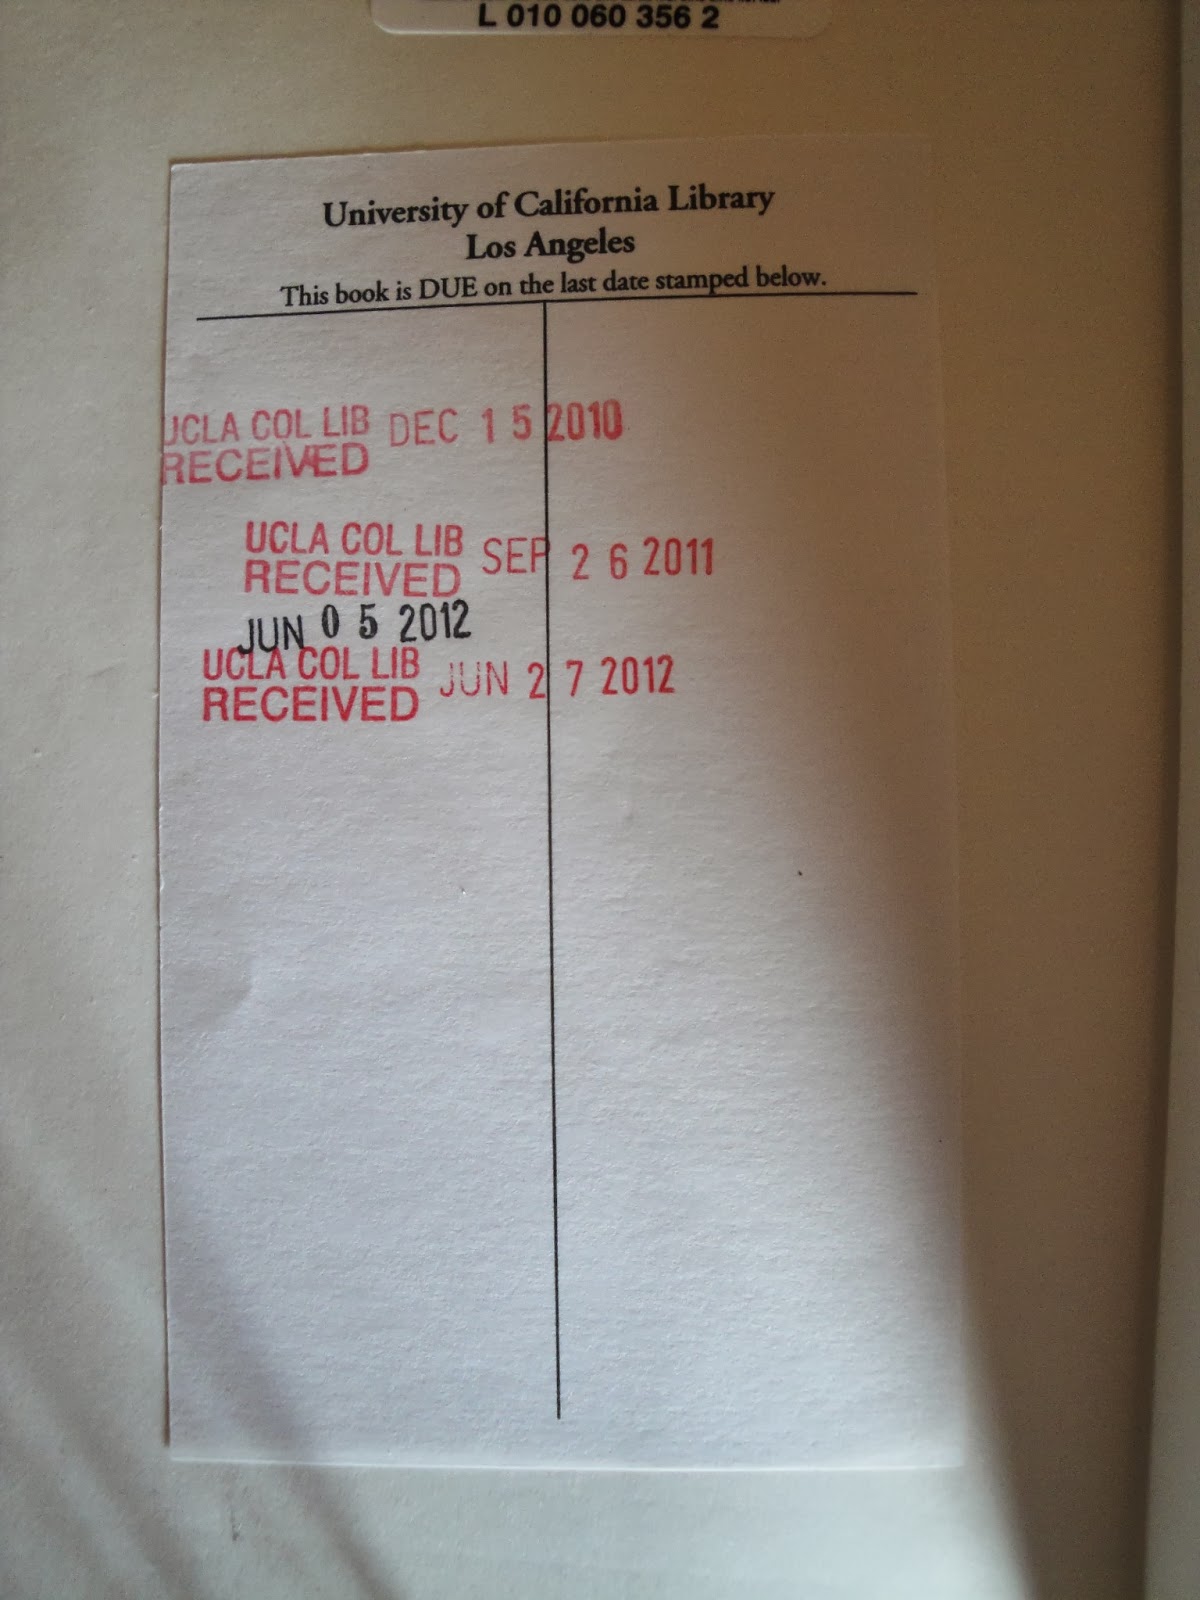 L 010 060 356 2
University of California Library
Los Angeles
This book is DUE on the last date stamped below.
UCLA COL LIB DEC 15 2010
RECEIVED
UCLA COL LIB SEP 26 2011
RECEIVED
JUN 05 2012
UCLA COL LIB JUN 27 2012
RECEIVED